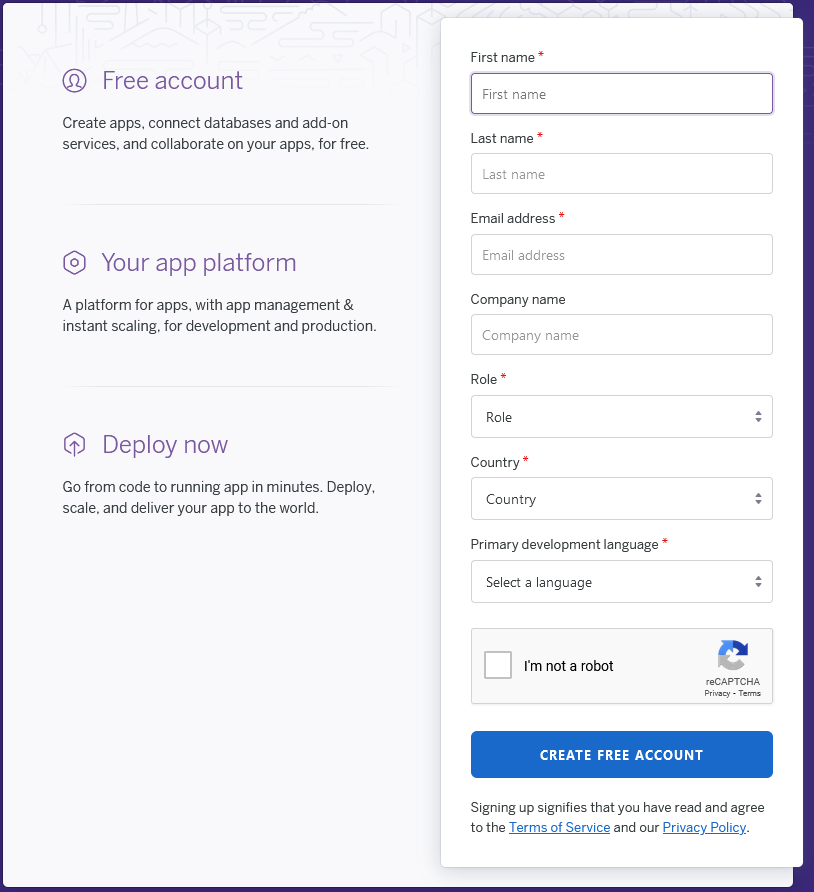 Free account
Create apps, connect databases and add-on
services, and collaborate on your apps, for free.
Your app platform
A platform for apps, with app management &
instant scaling, for development and production.
Deploy now
Go from code to running app in minutes. Deploy,
scale, and deliver your app to the world.
First name *
First name
Last name *
Last name
Email address *
Email address
Company name
Company name
Role *
Role
Country *
Country
Primary development language *
Select a language
I'm not a robot
reCAPTCHA
Privacy - Terms
CREATE FREE ACCOUNT
Signing up signifies that you have read and agree
to the Terms of Service and our Privacy Policy.